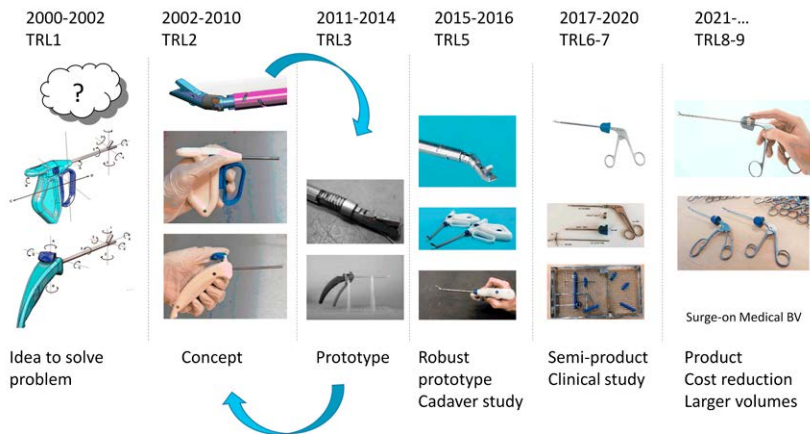 2000-2002
TRL1
2002-2010
TRL2
2011-2014
TRL3
2015-2016
TRL5
2017-2020
TRL6-7
2021-...
TRL8-9
?
Surge-on Medical BV
Idea to solve
problem
Concept
Prototype
Robust
prototype
Cadaver study
Semi-product
Clinical study
Product
Cost reduction
Larger volumes